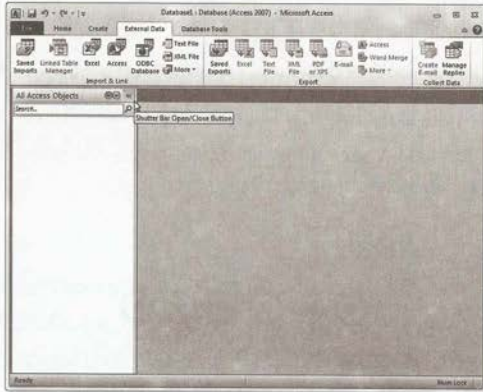 Database1 : Database (Access 2007) - Microsoft Access
File Home Create External Data Database Tools
Saved Imports
Linked Table Manager
Excel
Access
ODBC Database
Text File
XML File
More
Import & Link
Saved Exports
Excel
Text File
XML File
PDF or XPS
E-mail
Access
Word Merge
More
Export
Create E-mail
Manage Replies
Collect Data
All Access Objects
Search...
Shutter Bar Open/Close Button
Ready
Num Lock